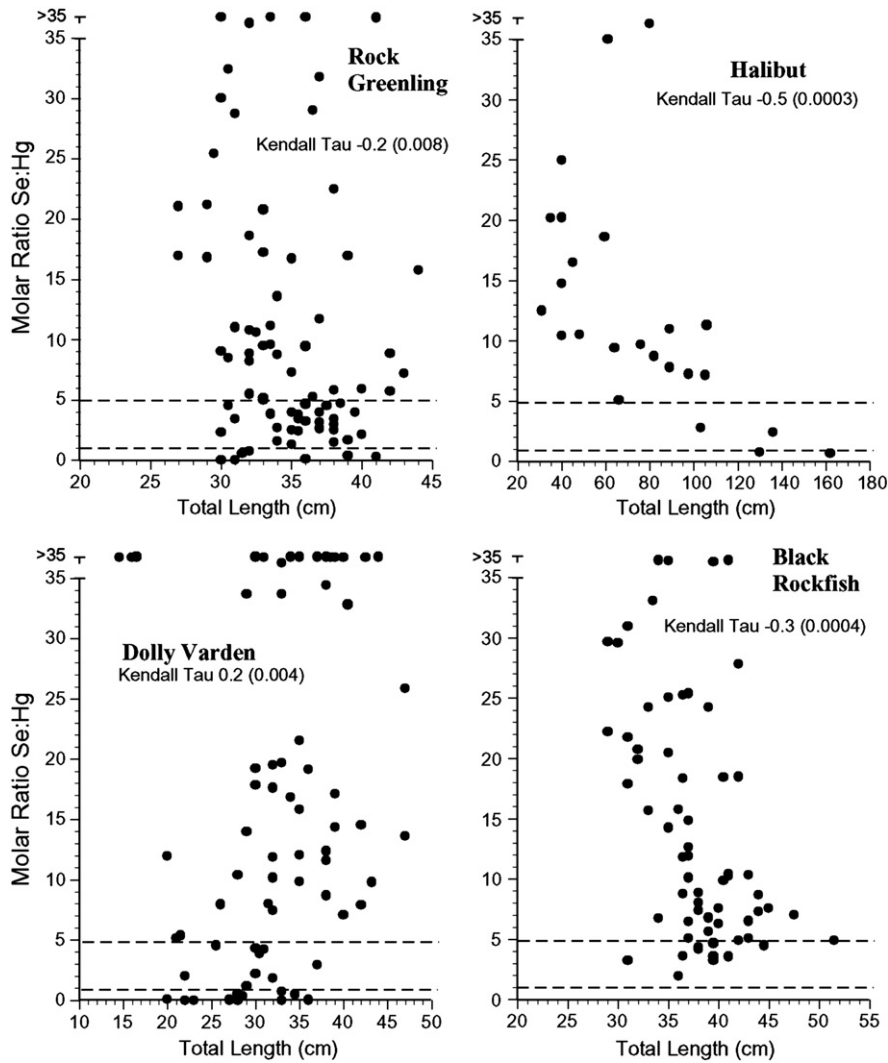 >35
35
30
25
20
15
10
5
0
Molar Ratio Se:Hg
Rock
Greenling
Kendall Tau -0.2 (0.008)
20 25 30 35 40 45
Total Length (cm)
>35
35
30
25
20
15
10
5
0
Halibut
Kendall Tau -0.5 (0.0003)
20 40 60 80 100 120 140 160 180
Total Length (cm)
>35
35
30
25
20
15
10
5
0
Molar Ratio Se:Hg
Dolly Varden
Kendall Tau 0.2 (0.004)
10 15 20 25 30 35 40 45 50
Total Length (cm)
>35
35
30
25
20
15
10
5
0
Black
Rockfish
Kendall Tau -0.3 (0.0004)
20 25 30 35 40 45 50 55
Total Length (cm)